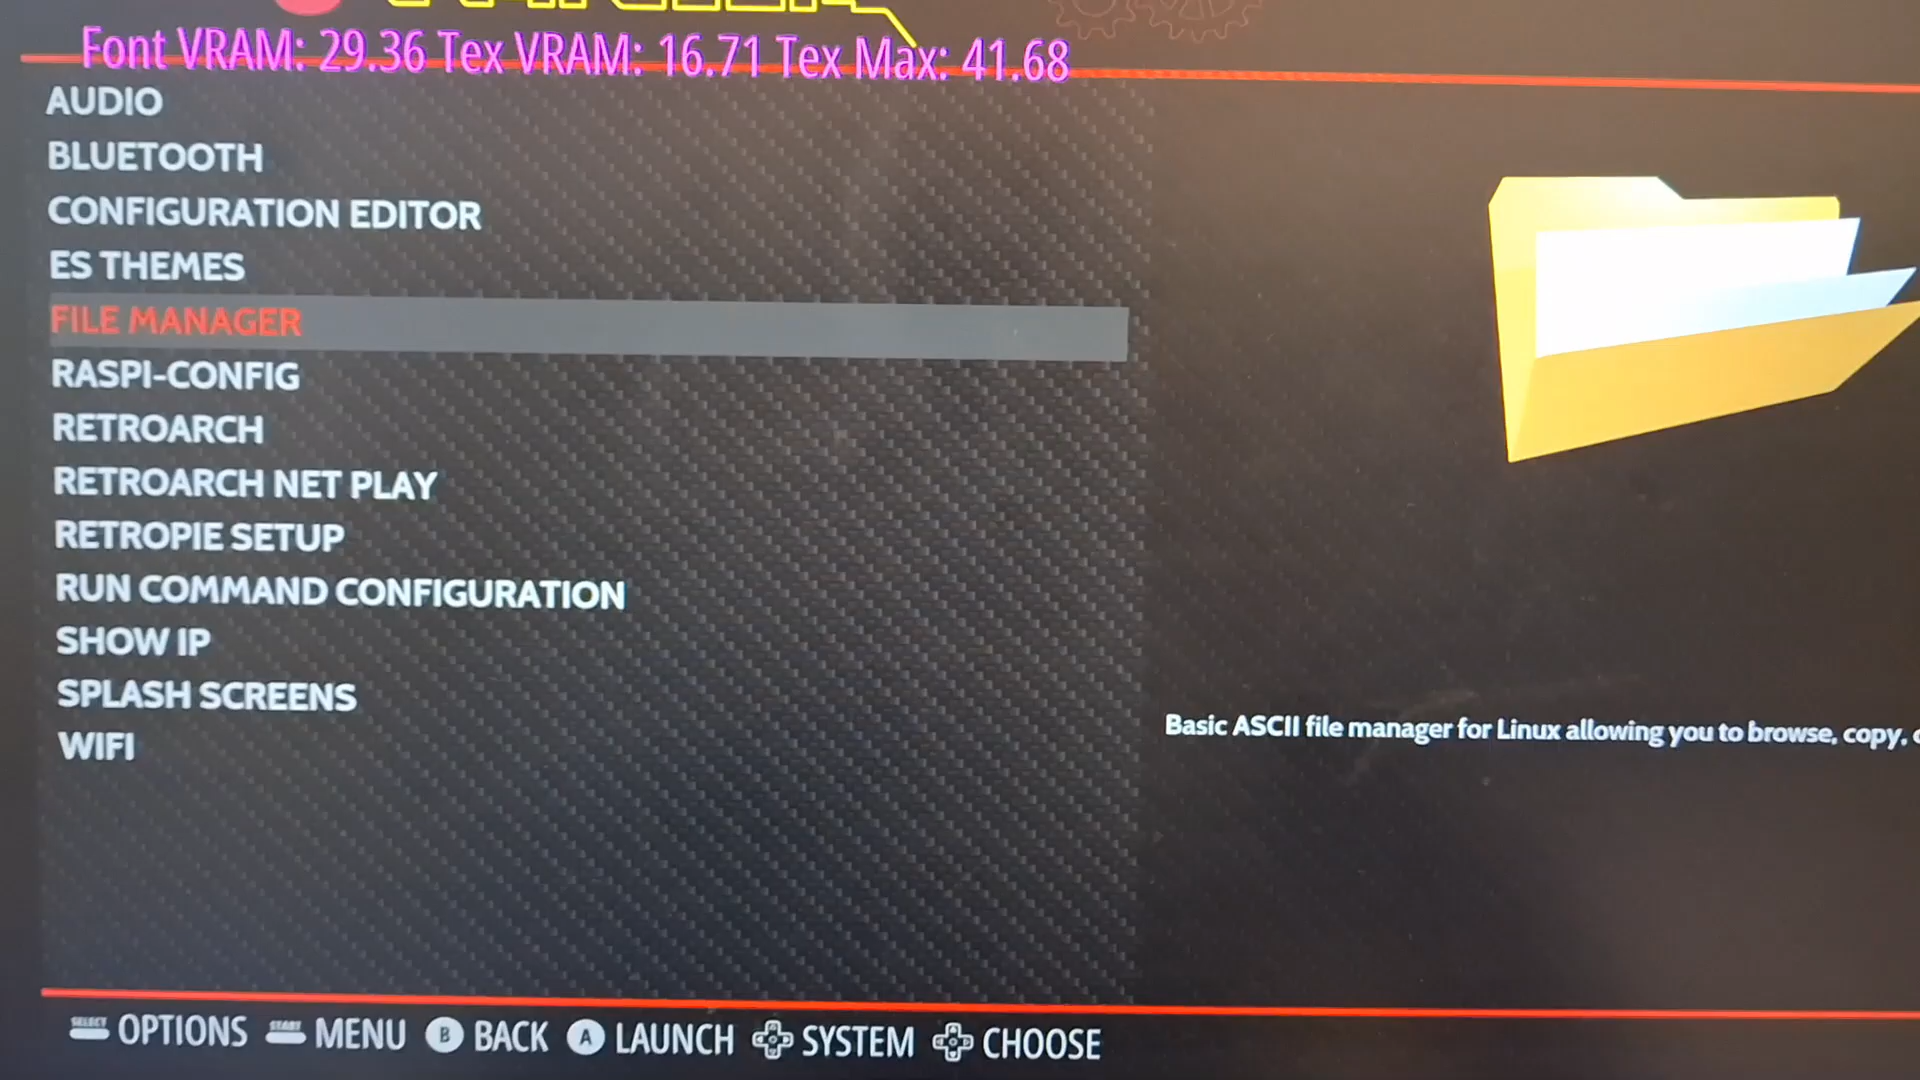 Font VRAM: 29.36 Tex VRAM: 16.71 Tex Max: 41.68
AUDIO
BLUETOOTH
CONFIGURATION EDITOR
ES THEMES
FILE MANAGER
RASPI-CONFIG
RETROARCH
RETROARCH NET PLAY
RETROPIE SETUP
RUN COMMAND CONFIGURATION
SHOW IP
SPLASH SCREENS
WIFI
Basic ASCII file manager for Linux allowing you to browse, copy,
SELECT OPTIONS START MENU B BACK A LAUNCH SYSTEM CHOOSE